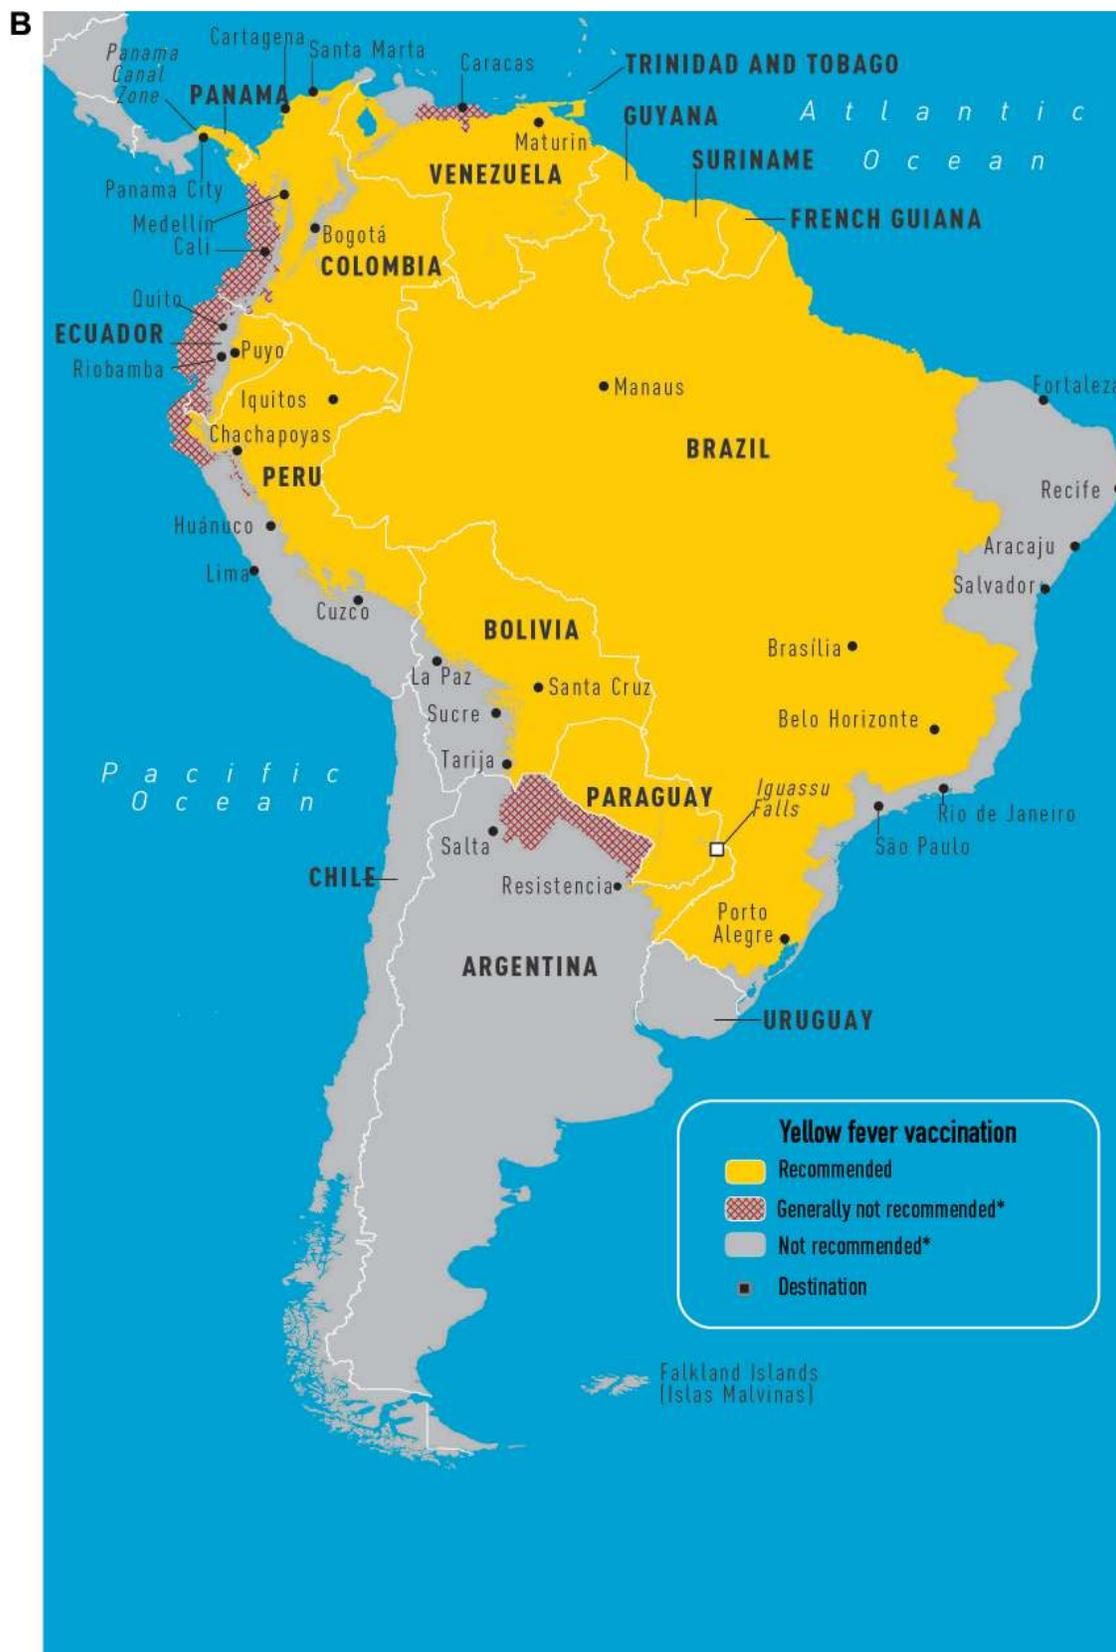 B
Cartagena
Santa Marta
Panama
Canal
Zone
Caracas
TRINIDAD AND TOBAGO
PANAMA
GUYANA
Atlantic
Ocean
Maturin
SURINAME
VENEZUELA
Panama City
Medellín
FRENCH GUIANA
Bogotá
Cali
COLOMBIA
Quito
ECUADOR
Puyo
Riobamba
Manaus
Fortaleza
Iquitos
Chachapoyas
BRAZIL
PERU
Recife
Huánuco
Aracaju
Lima
Salvador
Cuzco
BOLIVIA
Brasília
La Paz
Santa Cruz
Sucre
Belo Horizonte
Tarija
Pacific
Ocean
PARAGUAY
Iguassu
Falls
Rio de Janeiro
Salta
São Paulo
CHILE
Resistencia
Porto
Alegre
ARGENTINA
URUGUAY
Yellow fever vaccination
Recommended
Generally not recommended*
Not recommended*
Destination
Falkland Islands
(Islas Malvinas)